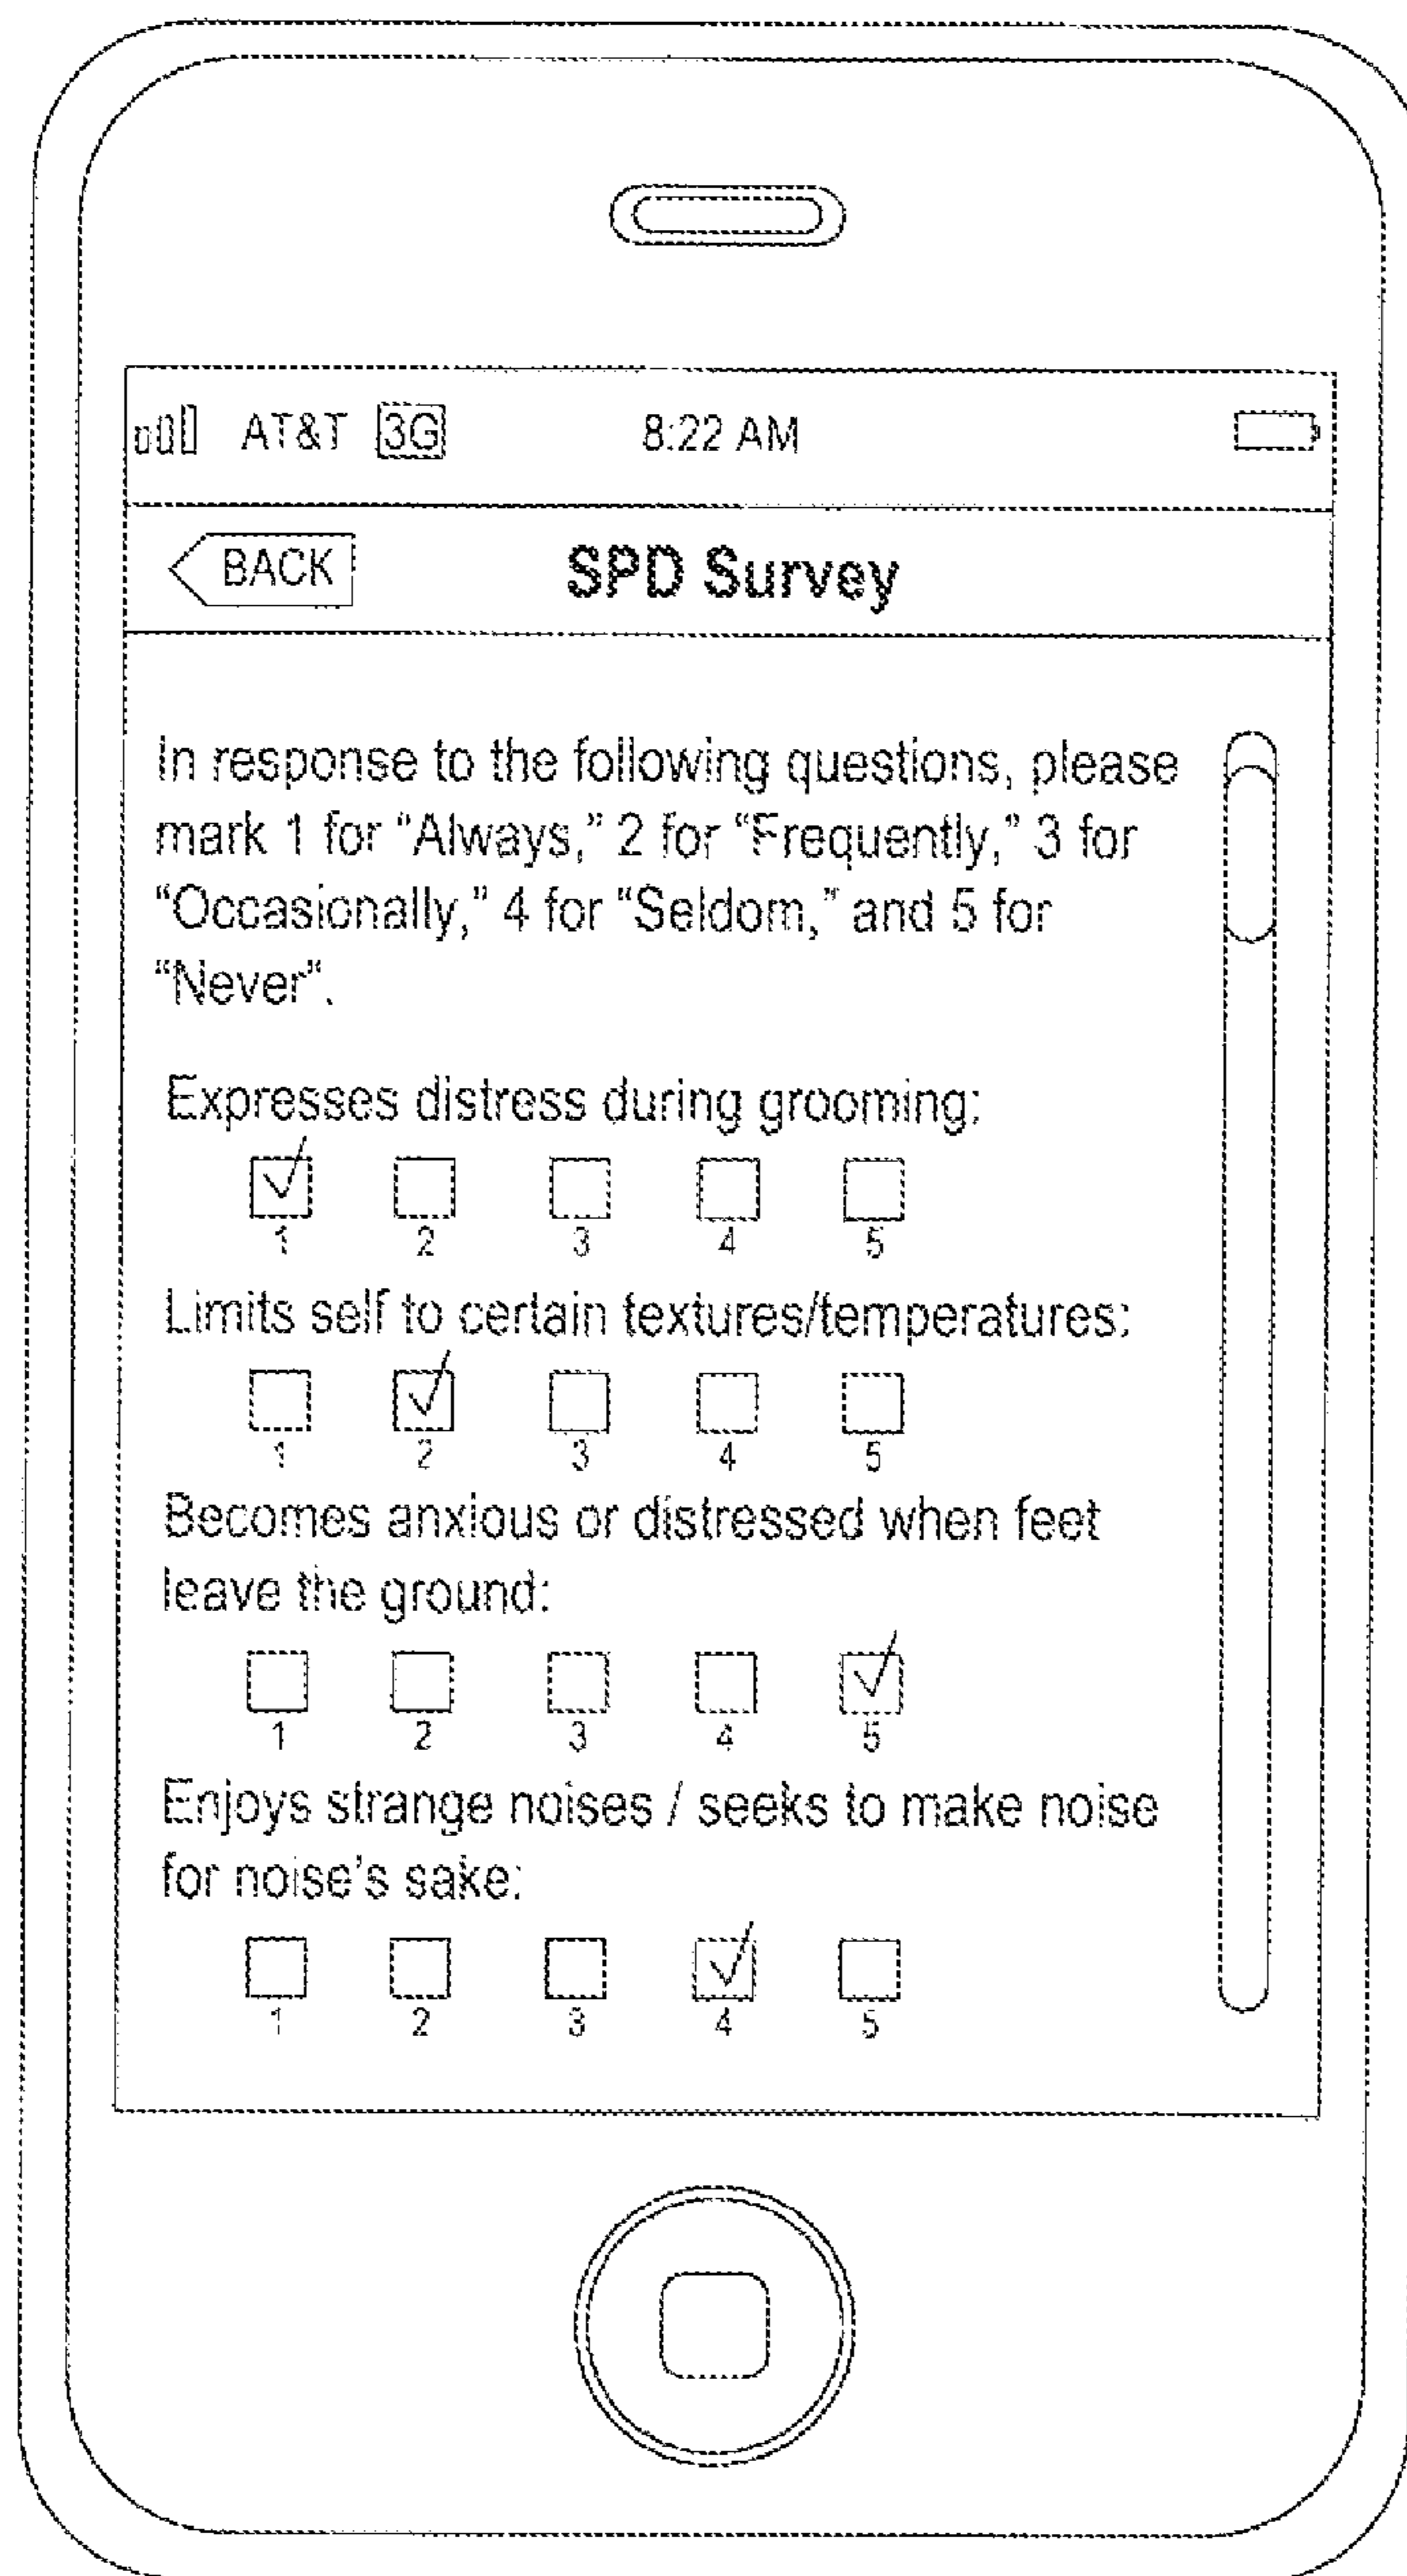 AT&T 3G 8:22 AM
BACK SPD Survey
In response to the following questions, please
mark 1 for “Always,” 2 for “Frequently,” 3 for
“Occasionally,” 4 for “Seldom,” and 5 for
“Never”.
Expresses distress during grooming:
1 2 3 4 5
Limits self to certain textures/temperatures:
1 2 3 4 5
Becomes anxious or distressed when feet
leave the ground:
1 2 3 4 5
Enjoys strange noises / seeks to make noise
for noise's sake:
1 2 3 4 5